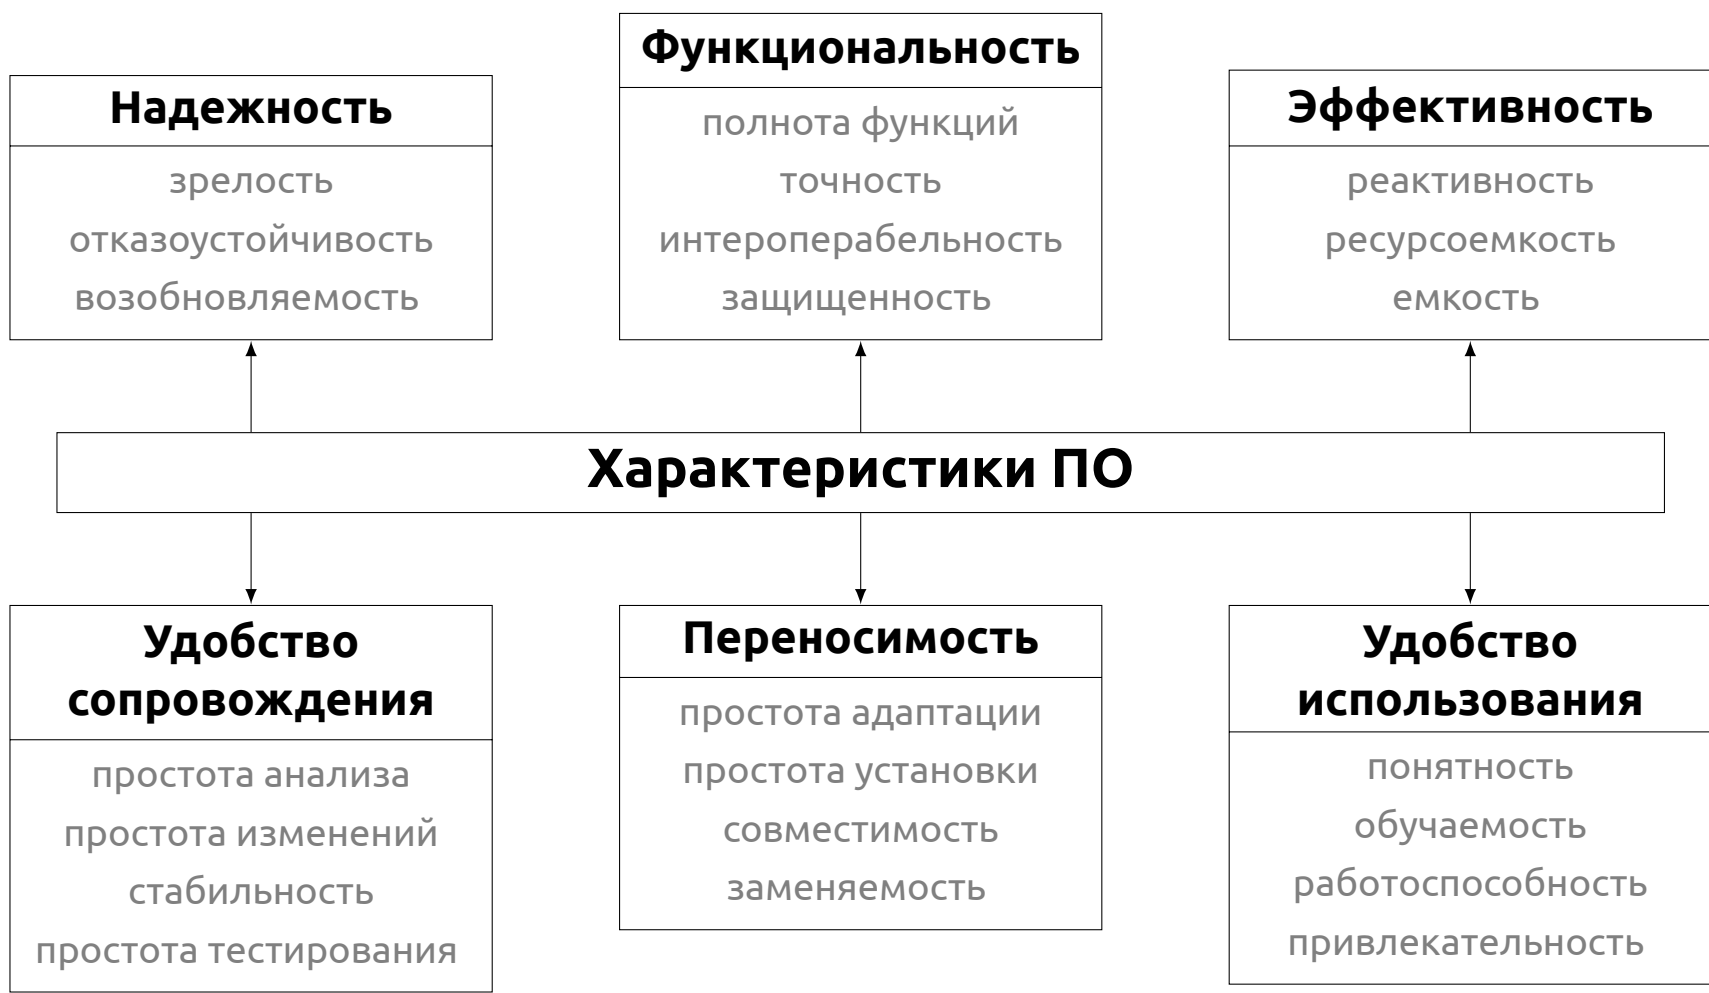 Надежность
зрелость
отказоустойчивость
возобновляемость
Функциональность
полнота функций
точность
интероперабельность
защищенность
Эффективность
реактивность
ресурсоемкость
емкость
Характеристики ПО
Удобство
сопровождения
простота анализа
простота изменений
стабильность
простота тестирования
Переносимость
простота адаптации
простота установки
совместимость
заменяемость
Удобство
использования
понятность
обучаемость
работоспособность
привлекательность